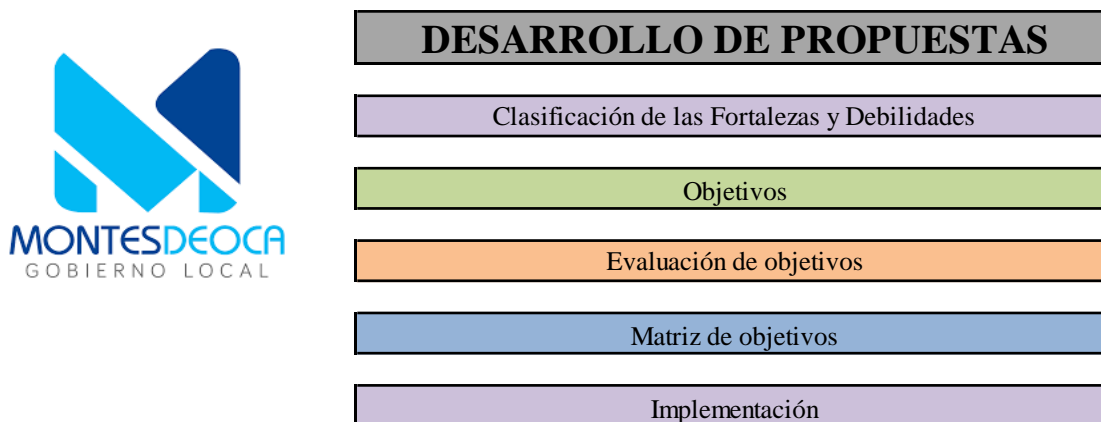 DESARROLLO DE PROPUESTAS
Clasificación de las Fortalezas y Debilidades
Objetivos
Evaluación de objetivos
Matriz de objetivos
Implementación
MONTESDEOCA
GOBIERNO LOCAL